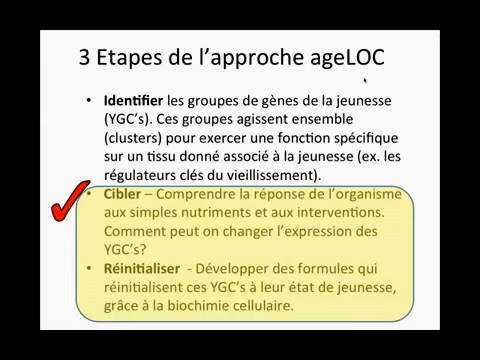 3 Etapes de l’approche ageLOC
• Identifier les groupes de gènes de la jeunesse
(YGC’s). Ces groupes agissent ensemble
(clusters) pour exercer une fonction spécifique
sur un tissu donné associé à la jeunesse (ex. les
régulateurs clés du vieillissement).
• Cibler – Comprendre la réponse de l’organisme
aux simples nutriments et aux interventions.
Comment peut on changer l’expression des
YGC’s?
• Réinitialiser - Développer des formules qui
réinitialisent ces YGC’s à leur état de jeunesse,
grâce à la biochimie cellulaire.